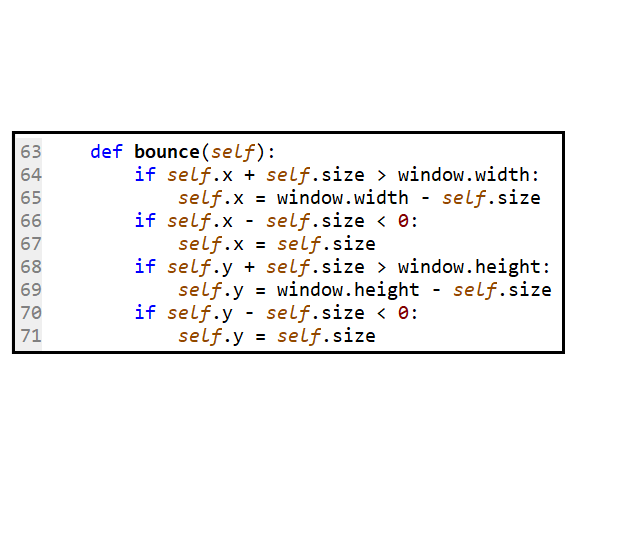 63    def bounce(self):
64        if self.x + self.size > window.width:
65            self.x = window.width - self.size
66        if self.x - self.size < 0:
67            self.x = self.size
68        if self.y + self.size > window.height:
69            self.y = window.height - self.size
70        if self.y - self.size < 0:
71            self.y = self.size